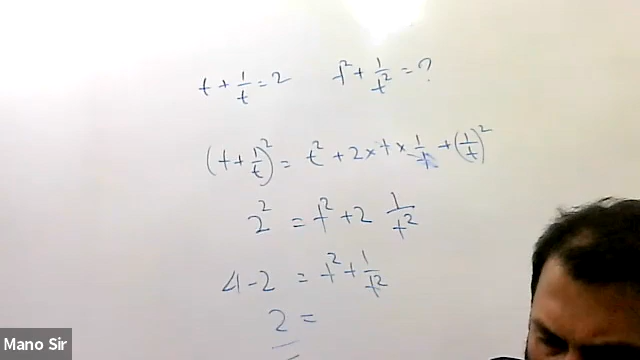 t + 1/t = 2    t² + 1/t² = ?
(t + 1/t)² = t² + 2 × t × 1/t + (1/t)²
2² = t² + 2 1/t²
4 - 2 = t² + 1/t²
2 =
Mano Sir